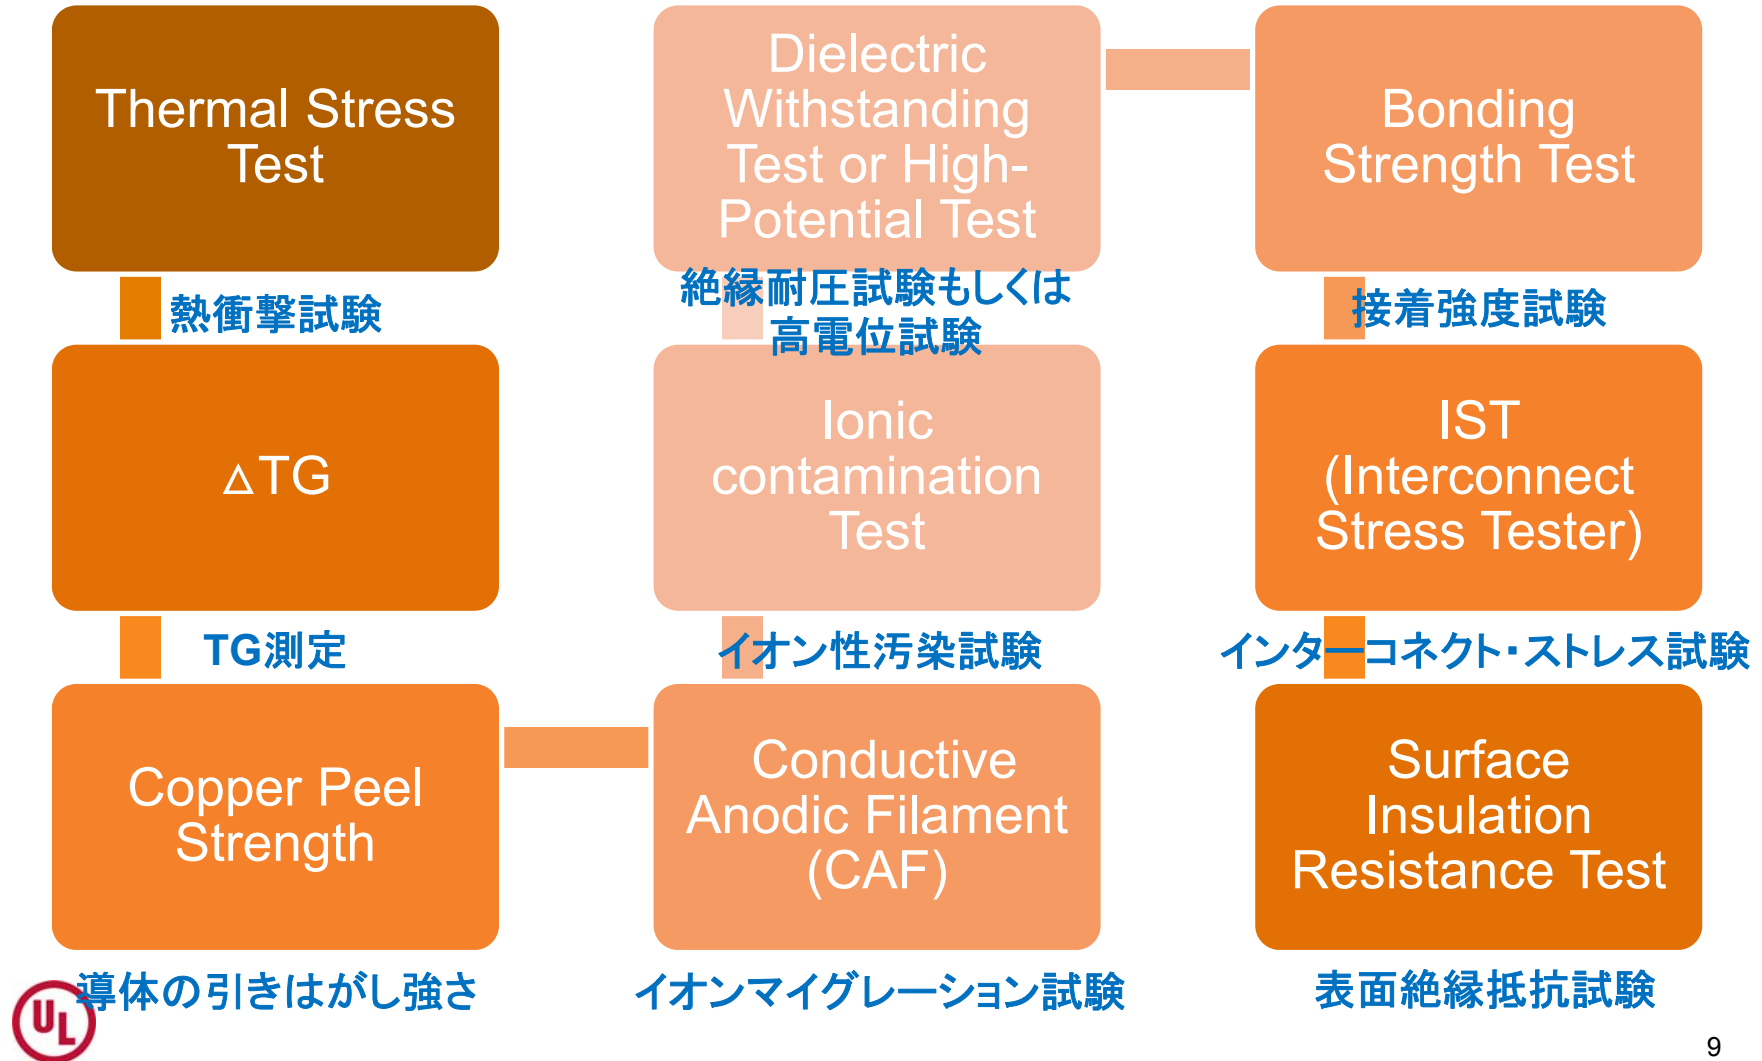 Thermal Stress
Test
熱衝撃試験
△TG
TG測定
Copper Peel
Strength
導体の引きはがし強さ
Dielectric
Withstanding
Test or High-
Potential Test
絶縁耐圧試験もしくは
高電位試験
Ionic
contamination
Test
イオン性汚染試験
Conductive
Anodic Filament
(CAF)
イオンマイグレーション試験
Bonding
Strength Test
接着強度試験
IST
(Interconnect
Stress Tester)
インターコネクト・ストレス試験
Surface
Insulation
Resistance Test
表面絶縁抵抗試験
UL
9